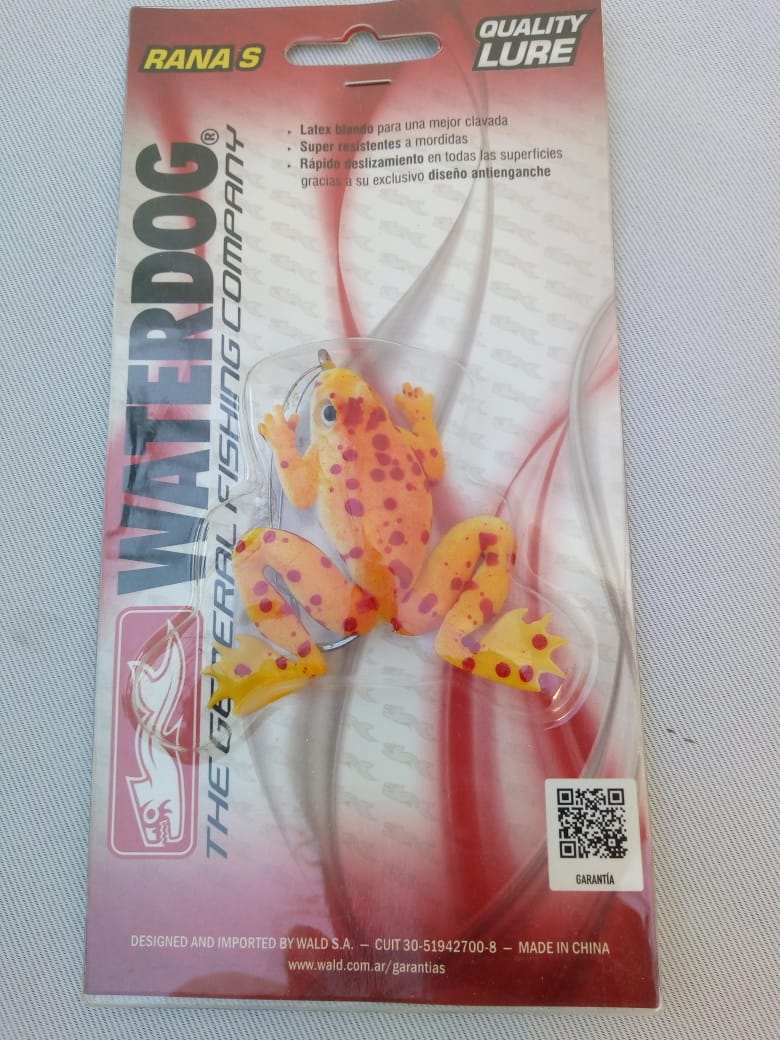 RANA S
QUALITY
LURE
Latex blando para una mejor clavada
Super resistentes a mordidas
Rápido deslizamiento en todas las superficies
gracias a su exclusivo diseño antienganche
WATERDOG®
THE GENERAL FISHING COMPANY
GARANTÍA
DESIGNED AND IMPORTED BY WALD S.A. – CUIT 30-51942700-8 – MADE IN CHINA
www.wald.com.ar/garantias